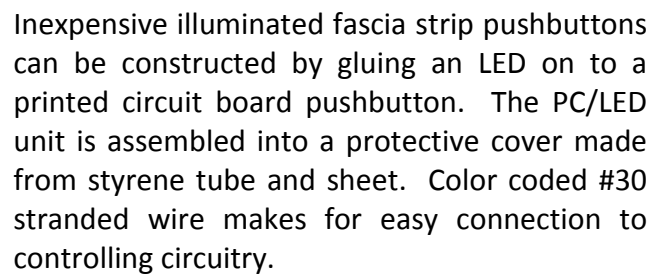 Inexpensive illuminated fascia strip pushbuttons
can be constructed by gluing an LED on to a
printed circuit board pushbutton.  The PC/LED
unit is assembled into a protective cover made
from styrene tube and sheet.  Color coded #30
stranded wire makes for easy connection to
controlling circuitry.